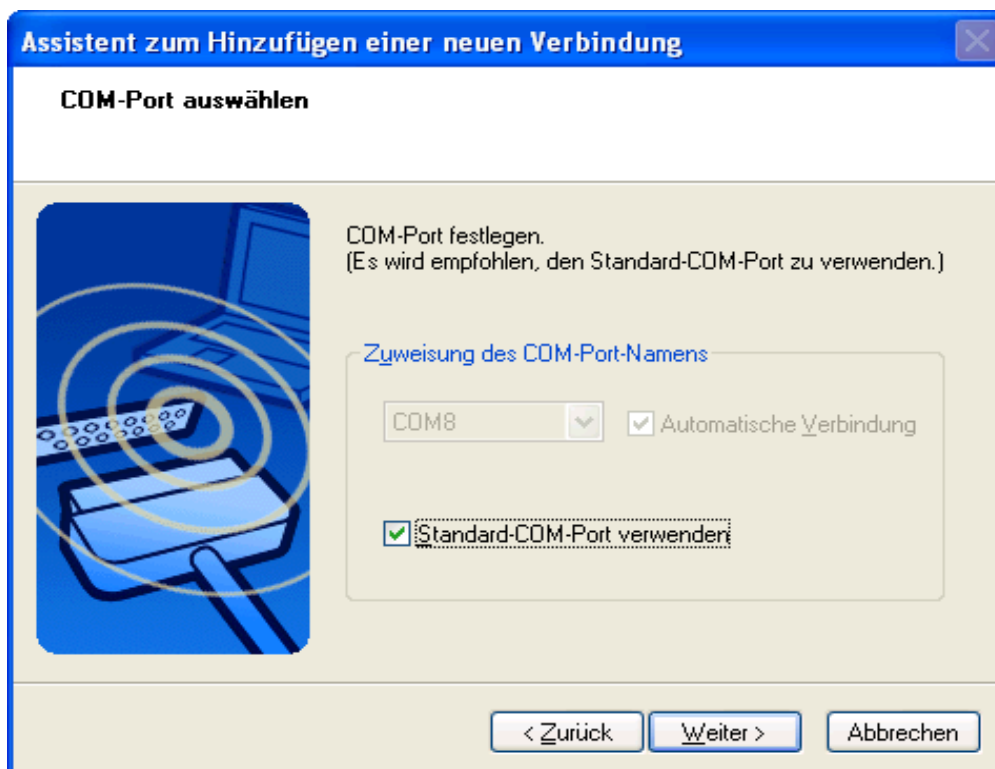 Assistent zum Hinzufügen einer neuen Verbindung
COM-Port auswählen
COM-Port festlegen.
(Es wird empfohlen, den Standard-COM-Port zu verwenden.)
Zuweisung des COM-Port-Namens
COM8
Automatische Verbindung
Standard-COM-Port verwenden
< Zurück
Weiter >
Abbrechen